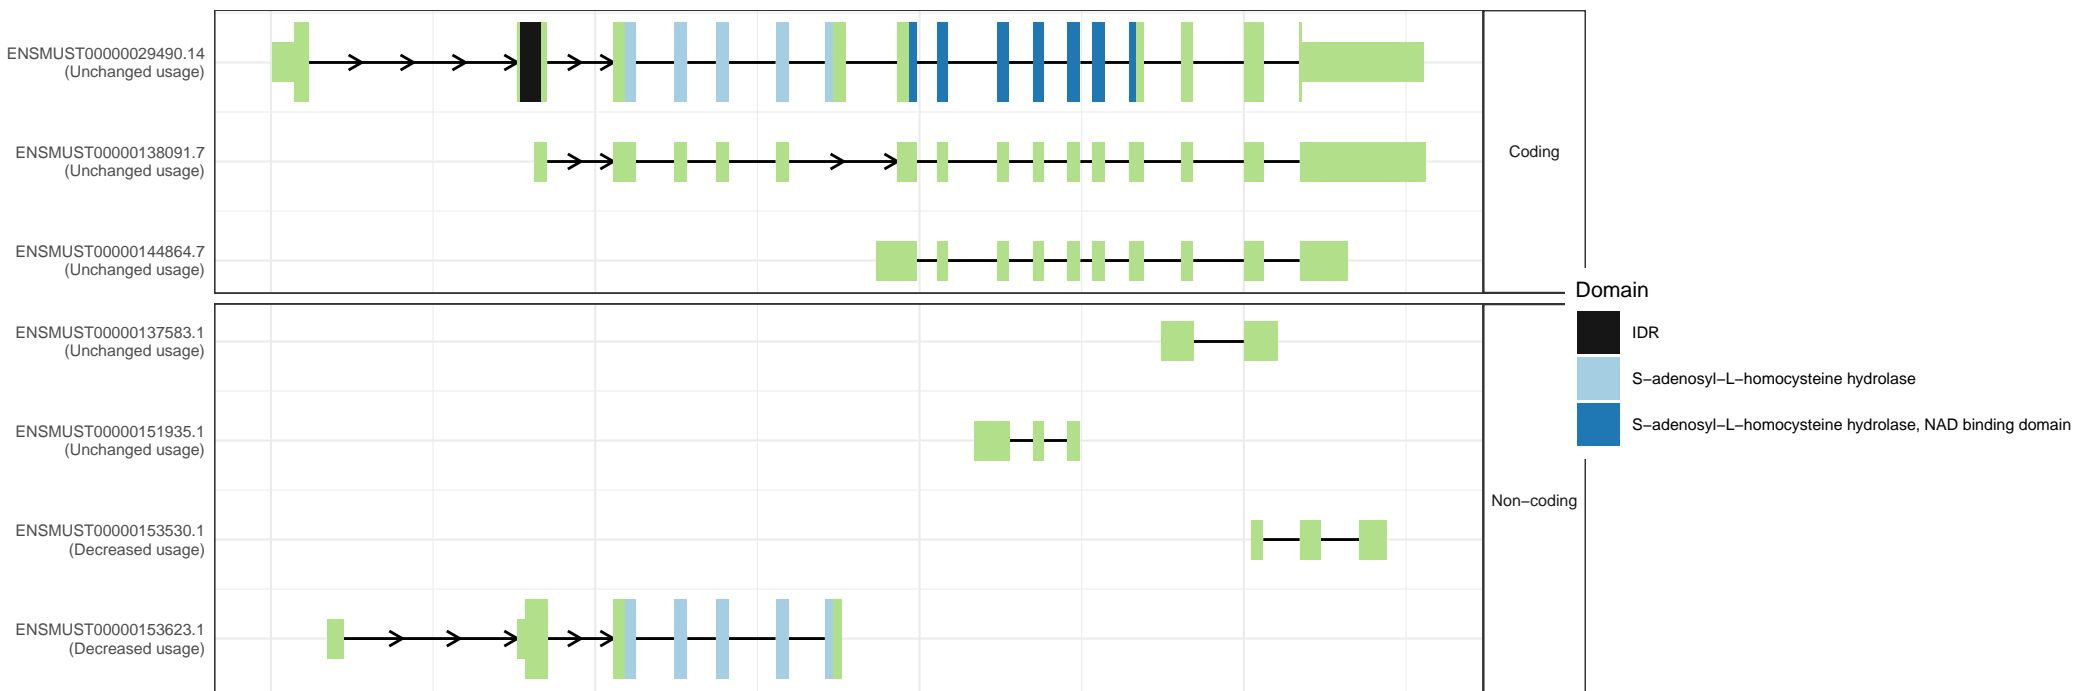 ENSMUST00000029490.14
(Unchanged usage)
ENSMUST00000138091.7
(Unchanged usage)
ENSMUST00000144864.7
(Unchanged usage)
Coding
ENSMUST00000137583.1
(Unchanged usage)
ENSMUST00000151935.1
(Unchanged usage)
ENSMUST00000153530.1
(Decreased usage)
ENSMUST00000153623.1
(Decreased usage)
Non−coding
Domain
IDR
S−adenosyl−L−homocysteine hydrolase
S−adenosyl−L−homocysteine hydrolase, NAD binding domain